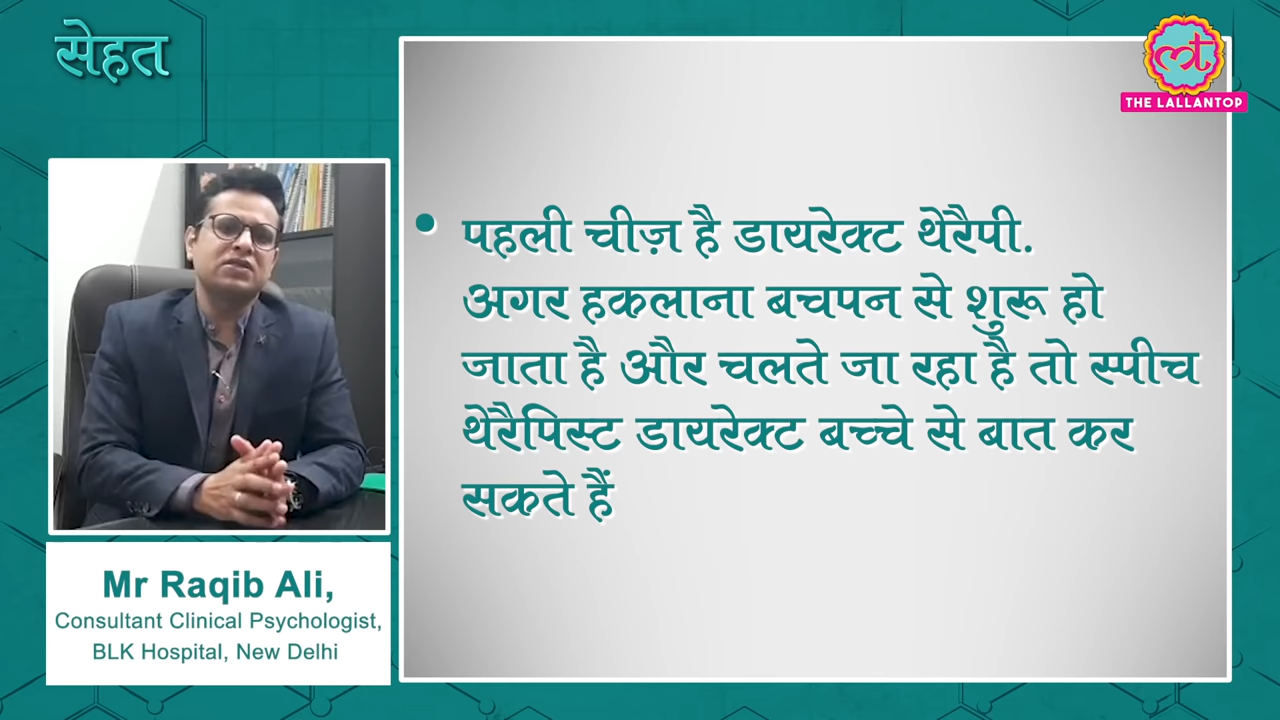 सेहत
THE LALLANTOP
पहली चीज़ है डायरेक्ट थेरैपी.
अगर हकलाना बचपन से शुरू हो
जाता है और चलते जा रहा है तो स्पीच
थेरैपिस्ट डायरेक्ट बच्चे से बात कर
सकते हैं
Mr Raqib Ali,
Consultant Clinical Psychologist,
BLK Hospital, New Delhi